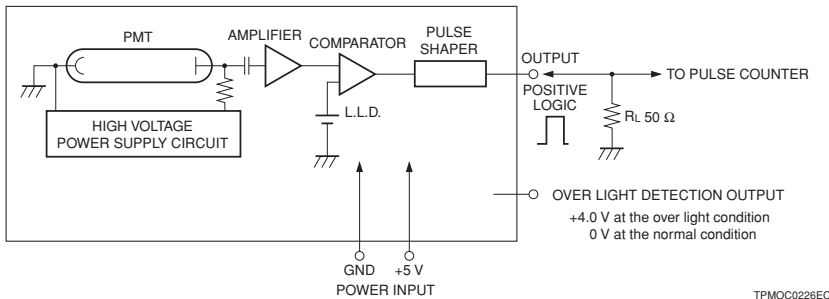 PMT
AMPLIFIER
COMPARATOR
PULSE
SHAPER
L.L.D.
HIGH VOLTAGE
POWER SUPPLY CIRCUIT
OUTPUT
POSITIVE
LOGIC
TO PULSE COUNTER
RL 50 Ω
OVER LIGHT DETECTION OUTPUT
+4.0 V at the over light condition
0 V at the normal condition
GND +5 V
POWER INPUT
TPMOC0226EC